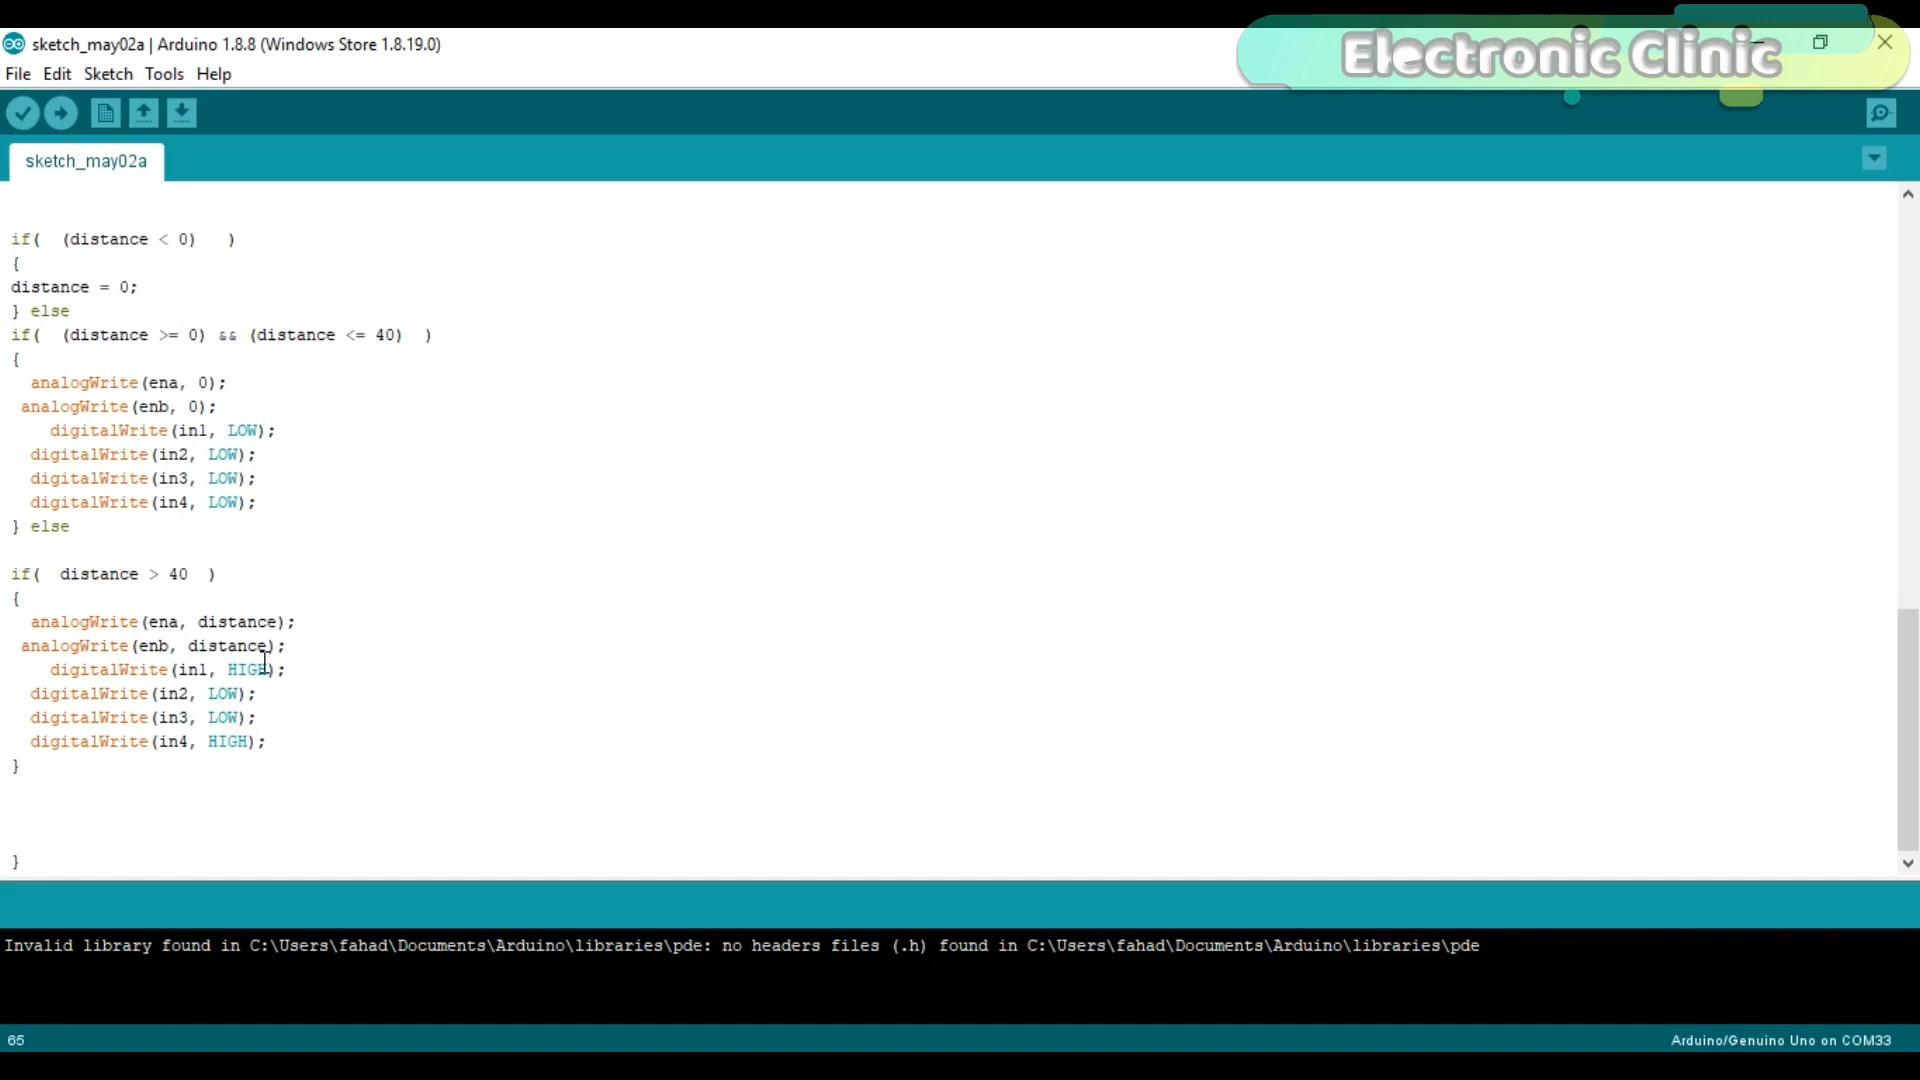 sketch_may02a | Arduino 1.8.8 (Windows Store 1.8.19.0)
Electronic Clinic
File Edit Sketch Tools Help
sketch_may02a
if(  (distance < 0)   )
{
distance = 0;
} else
if(  (distance >= 0) && (distance <= 40)  )
{
  analogWrite(ena, 0);
 analogWrite(enb, 0);
    digitalWrite(in1, LOW);
  digitalWrite(in2, LOW);
  digitalWrite(in3, LOW);
  digitalWrite(in4, LOW);
} else
if(  distance > 40  )
{
  analogWrite(ena, distance);
 analogWrite(enb, distance);
    digitalWrite(in1, HIGH);
  digitalWrite(in2, LOW);
  digitalWrite(in3, LOW);
  digitalWrite(in4, HIGH);
}
}
Invalid library found in C:\Users\fahad\Documents\Arduino\libraries\pde: no headers files (.h) found in C:\Users\fahad\Documents\Arduino\libraries\pde
65
Arduino/Genuino Uno on COM33